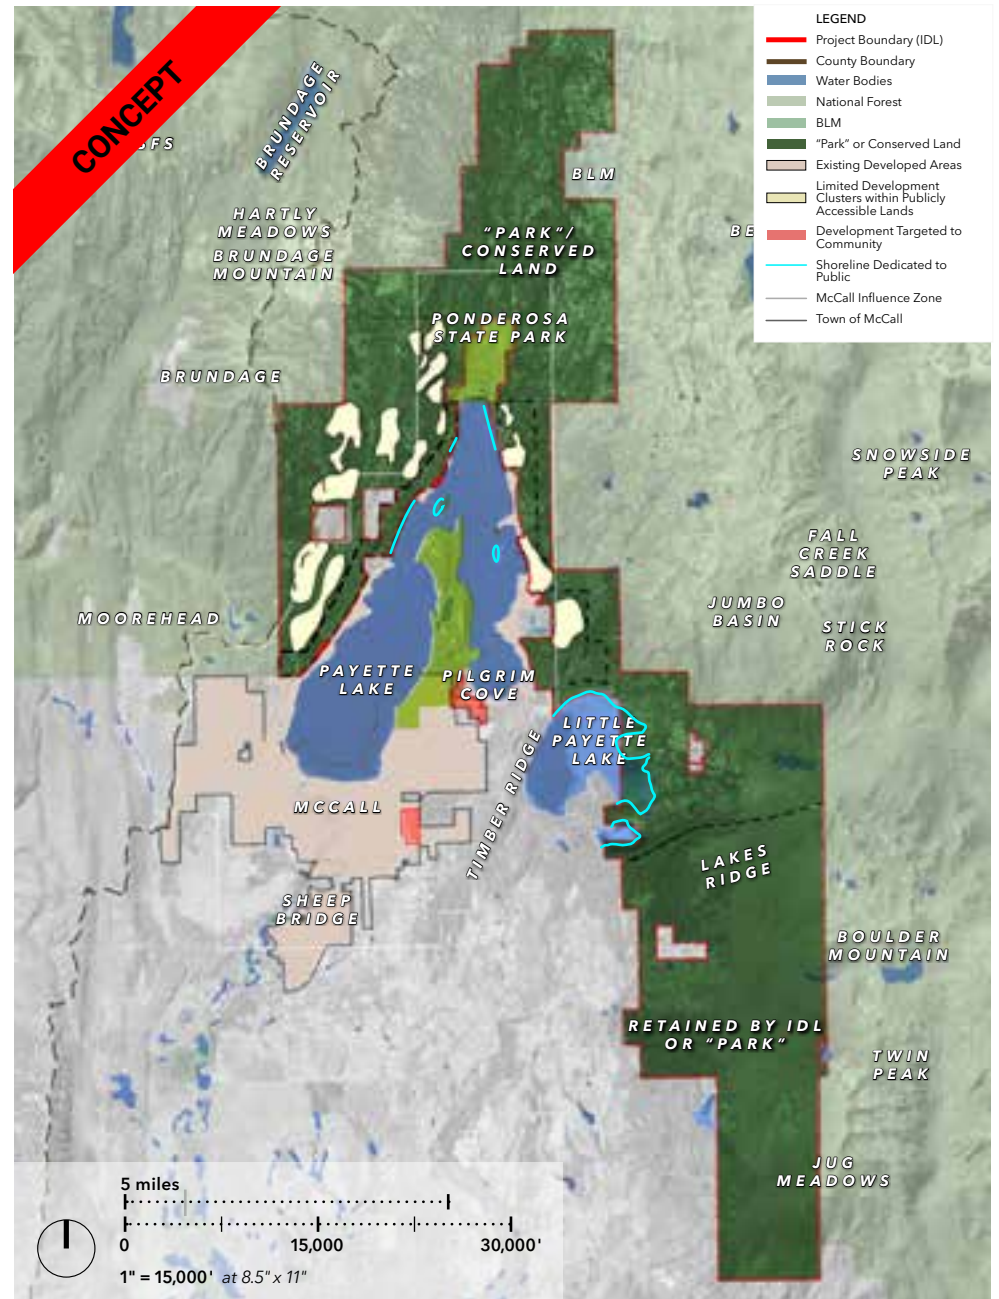 CONCEPT
LEGEND
Project Boundary (IDL)
County Boundary
Water Bodies
National Forest
BLM
“Park” or Conserved Land
Existing Developed Areas
Limited Development
Clusters within Publicly
Accessible Lands
Development Targeted to
Community
Shoreline Dedicated to
Public
McCall Influence Zone
Town of McCall
BRUNDAGE
RESERVOIR
SFS
BLM
HARTLY
MEADOWS
BRUNDAGE
MOUNTAIN
“PARK”/
CONSERVED
LAND
BE
PONDEROSA
STATE PARK
BRUNDAGE
SNOWSIDE
PEAK
FALL
CREEK
SADDLE
JUMBO
BASIN
STICK
ROCK
MOOREHEAD
PAYETTE
LAKE
PILGRIM
COVE
LITTLE
PAYETTE
LAKE
TIMBER RIDGE
MCCALL
LAKES
RIDGE
SHEEP
BRIDGE
BOULDER
MOUNTAIN
RETAINED BY IDL
OR “PARK”
TWIN
PEAK
JUG
MEADOWS
5 miles
0 15,000 30,000'
1" = 15,000' at 8.5" x 11"